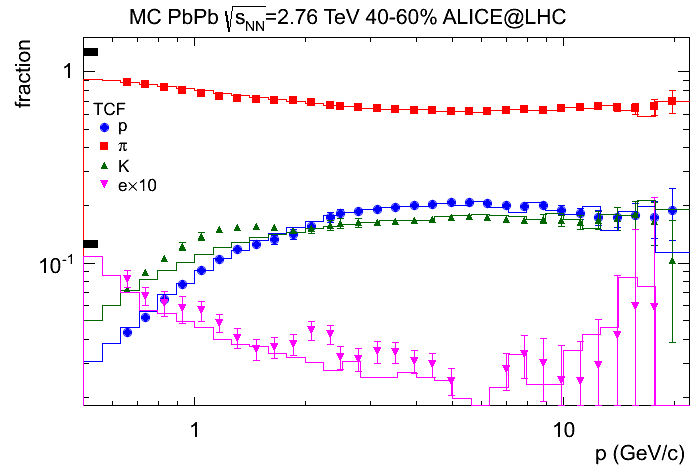 MC PbPb √sNN=2.76 TeV 40-60% ALICE@LHC
fraction
1
TCF
p
π
K
e×10
10⁻¹
1
10
p (GeV/c)